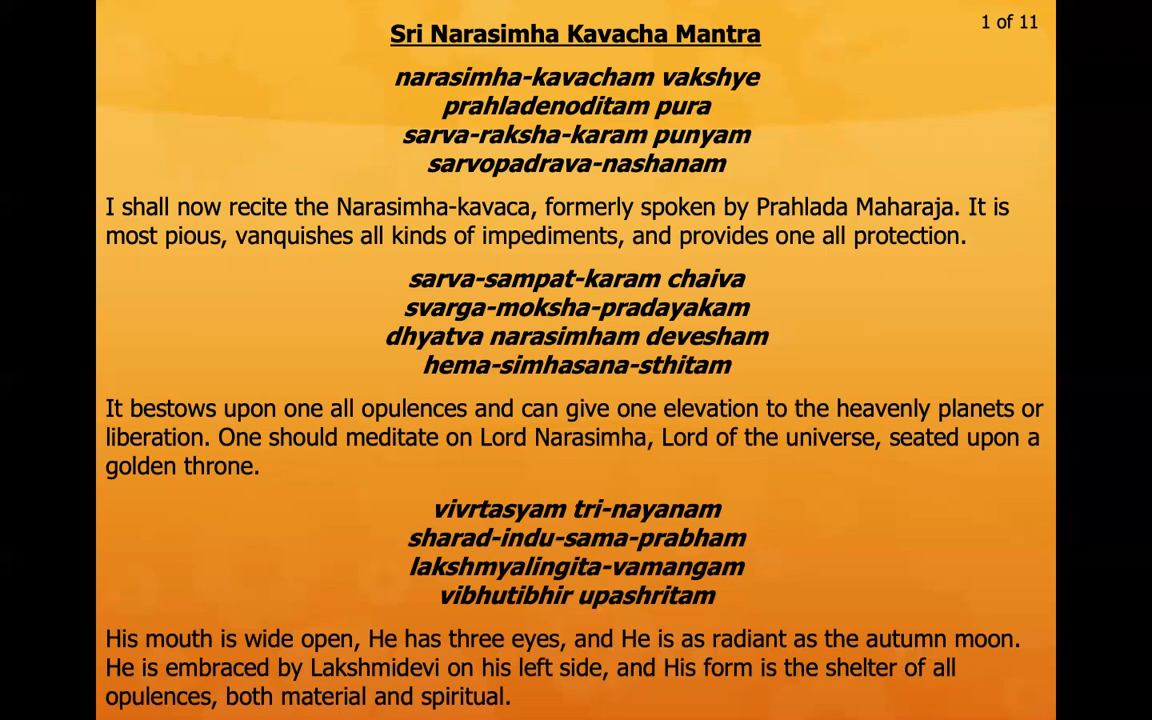 1 of 11
Sri Narasimha Kavacha Mantra
narasimha-kavacham vakshye
prahladenoditam pura
sarva-raksha-karam punyam
sarvopadrava-nashanam
I shall now recite the Narasimha-kavaca, formerly spoken by Prahlada Maharaja. It is
most pious, vanquishes all kinds of impediments, and provides one all protection.
sarva-sampat-karam chaiva
svarga-moksha-pradayakam
dhyatva narasimham devesham
hema-simhasana-sthitam
It bestows upon one all opulences and can give one elevation to the heavenly planets or
liberation. One should meditate on Lord Narasimha, Lord of the universe, seated upon a
golden throne.
vivrtasyam tri-nayanam
sharad-indu-sama-prabham
lakshmyalingita-vamangam
vibhutibhir upashritam
His mouth is wide open, He has three eyes, and He is as radiant as the autumn moon.
He is embraced by Lakshmidevi on his left side, and His form is the shelter of all
opulences, both material and spiritual.